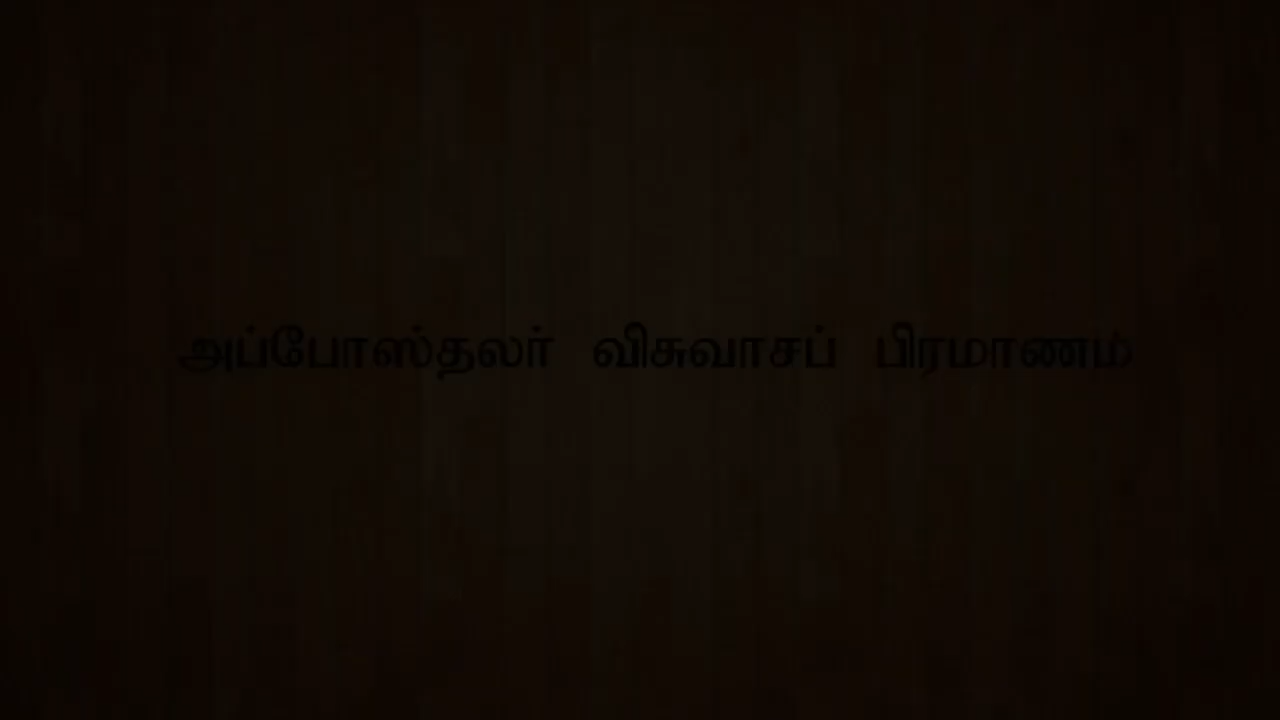 அப்போஸ்தலர் விசுவாசப் பிரமாணம்